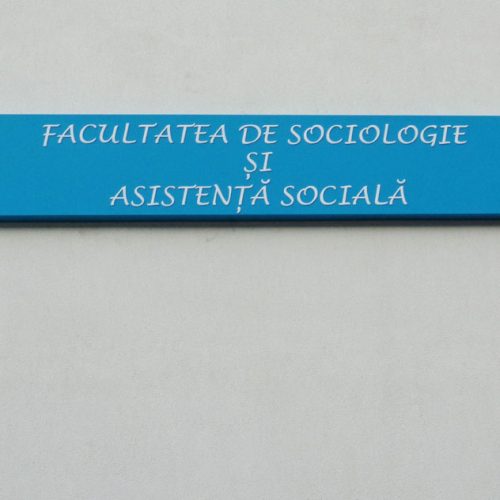 FACULTATEA DE SOCIOLOGIE
ȘI
ASISTENȚĂ SOCIALĂ